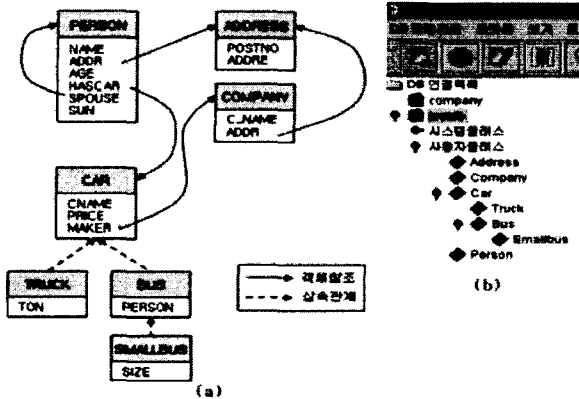 PERSON
NAME
ADDR
AGE
HASCAR
SPOUSE
SUN
ADDRESS
POSTNO
ADDRE
COMPANY
C_NAME
ADDR
CAR
CNAME
PRICE
MAKER
TRUCK
TON
BUS
PERSON
SMALLBUS
SIZE
객체참조
상속관계
(a)
DB 연결목록
company
시스템클래스
사용자클래스
Address
Company
Car
Truck
Bus
Smallbus
Person
(b)